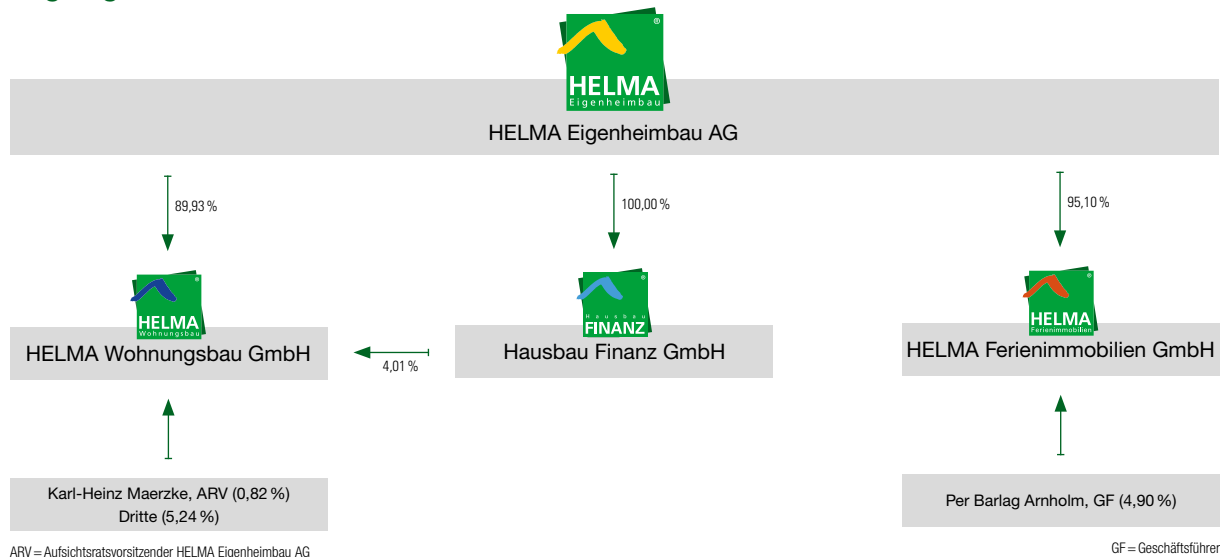 HELMA
Eigenheimbau
®
HELMA Eigenheimbau AG
89,93 %
100,00 %
95,10 %
®
HELMA
Wohnungsbau
HELMA Wohnungsbau GmbH
4,01 %
®
Hausbau
FINANZ
Hausbau Finanz GmbH
®
HELMA
Ferienimmobilien
HELMA Ferienimmobilien GmbH
Karl-Heinz Maerzke, ARV (0,82 %)
Dritte (5,24 %)
Per Barlag Arnholm, GF (4,90 %)
ARV = Aufsichtsratsvorsitzender HELMA Eigenheimbau AG
GF = Geschäftsführer